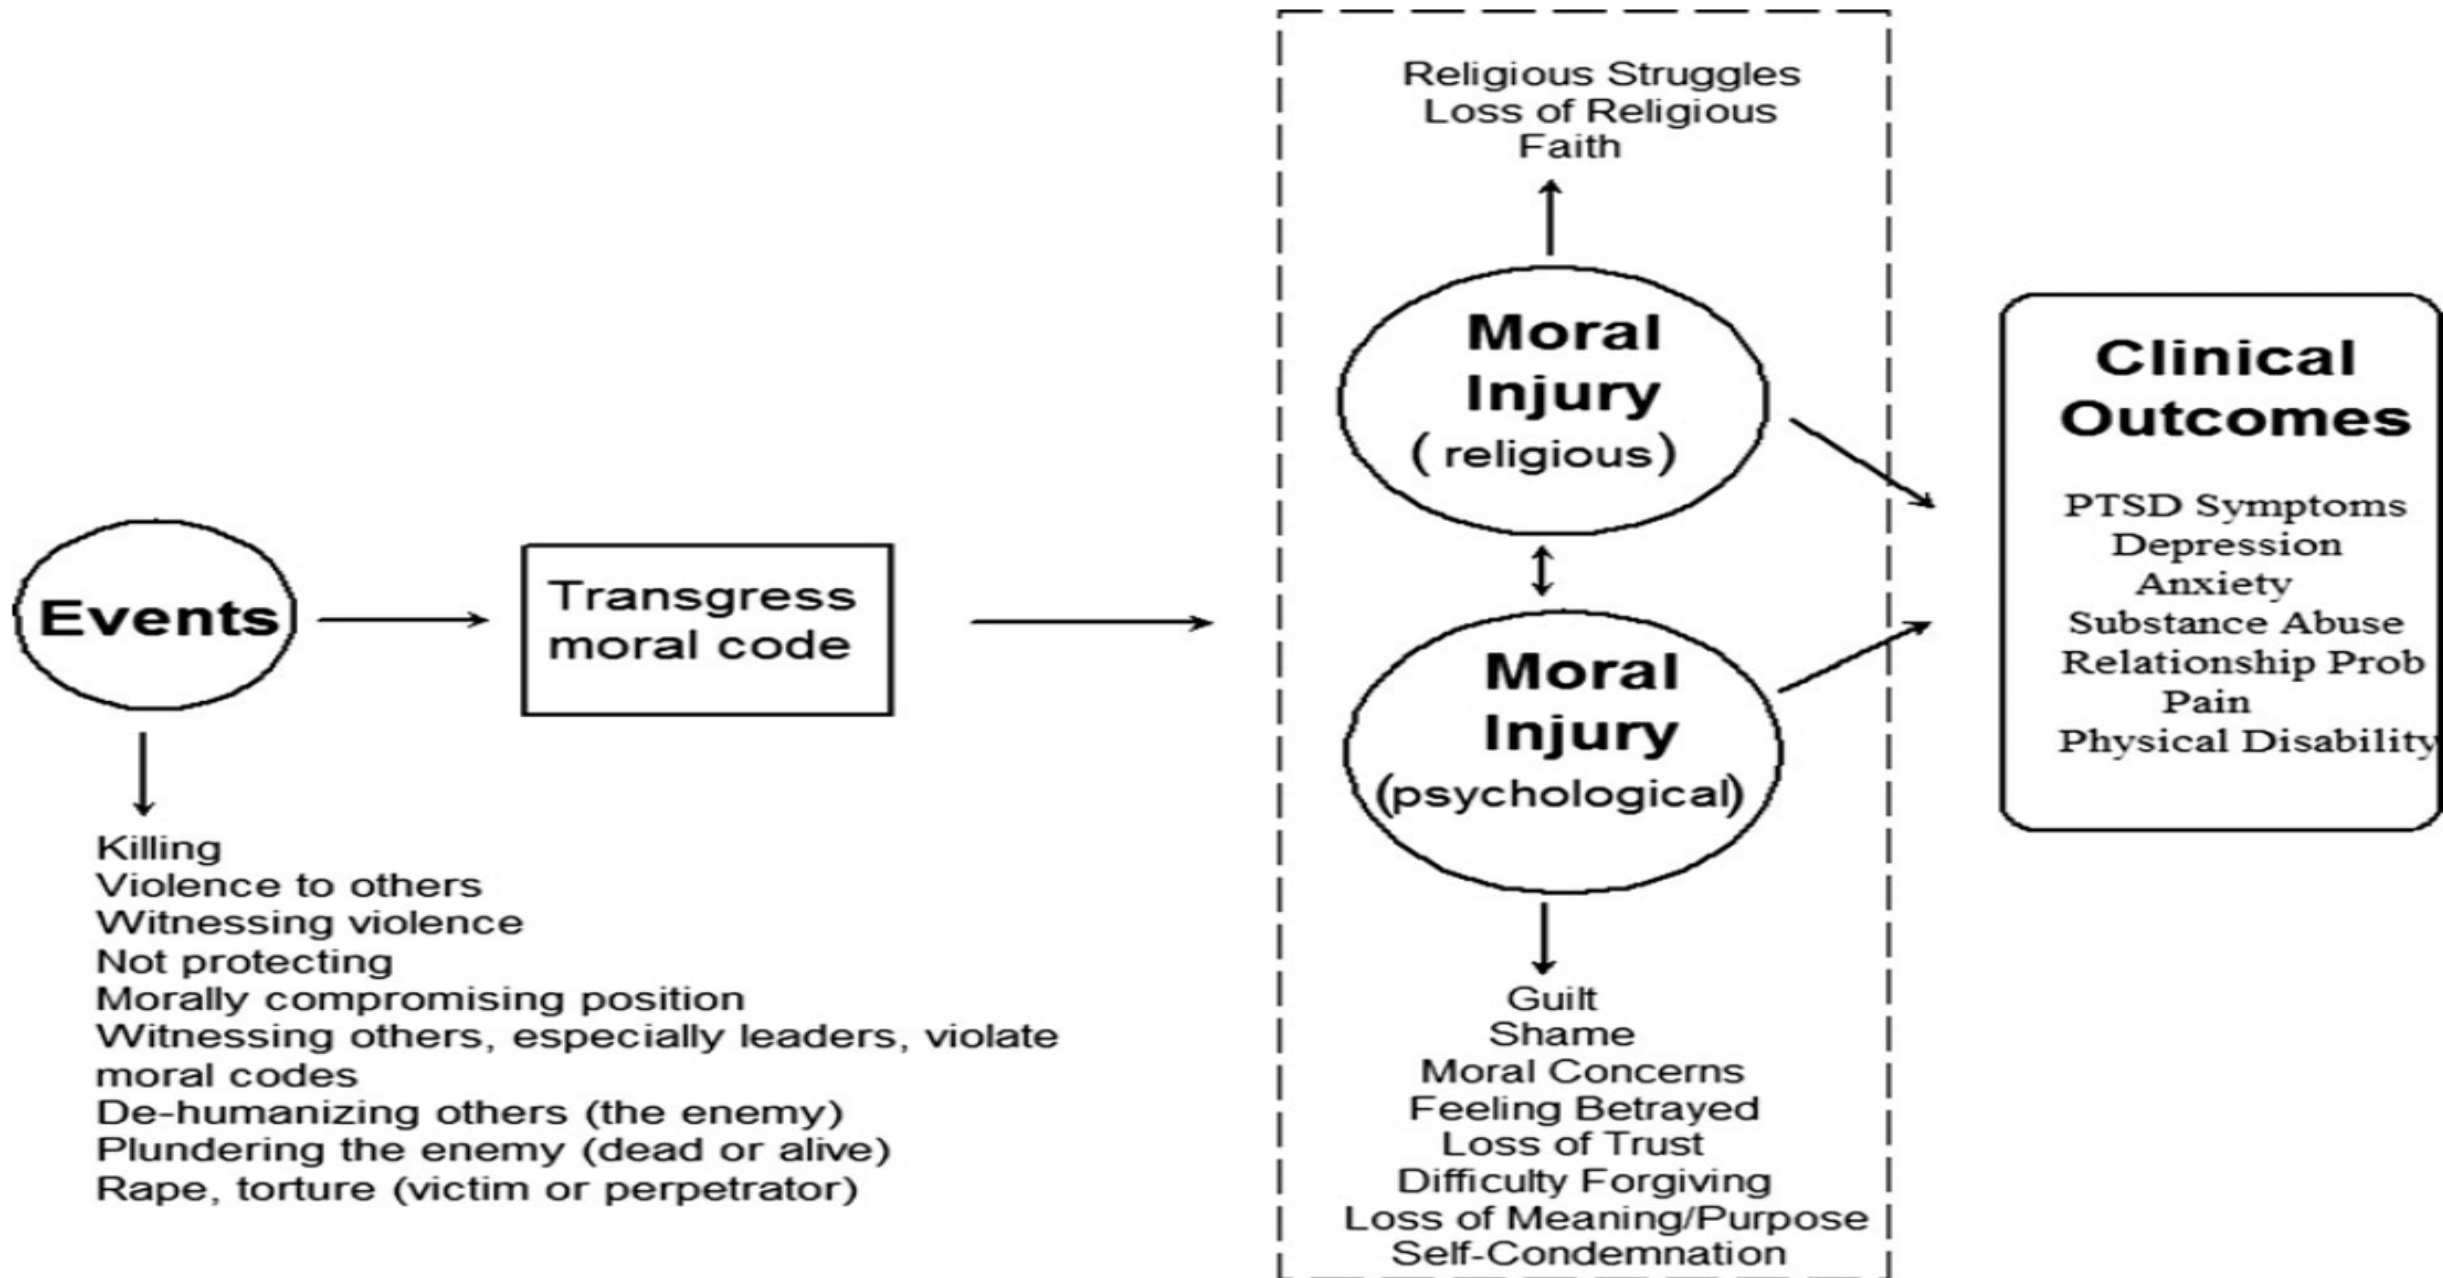 Events
Killing
Violence to others
Witnessing violence
Not protecting
Morally compromising position
Witnessing others, especially leaders, violate
moral codes
De-humanizing others (the enemy)
Plundering the enemy (dead or alive)
Rape, torture (victim or perpetrator)
Transgress
moral code
Religious Struggles
Loss of Religious
Faith
Moral
Injury
( religious)
Moral
Injury
(psychological)
Guilt
Shame
Moral Concerns
Feeling Betrayed
Loss of Trust
Difficulty Forgiving
Loss of Meaning/Purpose
Self-Condemnation
Clinical
Outcomes
PTSD Symptoms
Depression
Anxiety
Substance Abuse
Relationship Prob
Pain
Physical Disability